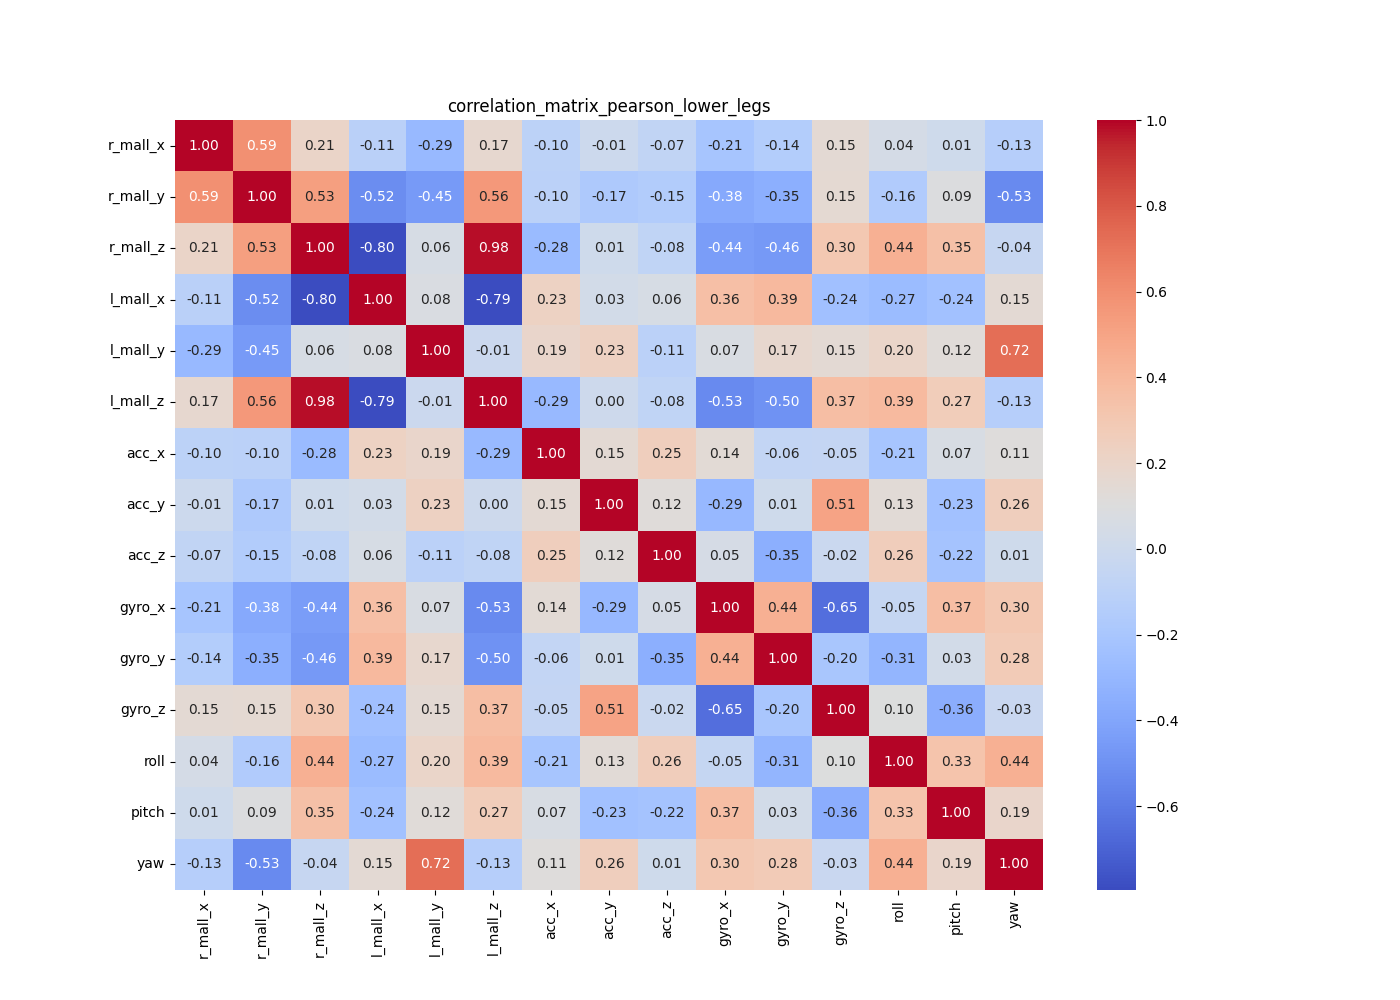 correlation_matrix_pearson_lower_legs
r_mall_x 1.00 0.59 0.21 -0.11 -0.29 0.17 -0.10 -0.01 -0.07 -0.21 -0.14 0.15 0.04 0.01 -0.13
r_mall_y 0.59 1.00 0.53 -0.52 -0.45 0.56 -0.10 -0.17 -0.15 -0.38 -0.35 0.15 -0.16 0.09 -0.53
r_mall_z 0.21 0.53 1.00 -0.80 0.06 0.98 -0.28 0.01 -0.08 -0.44 -0.46 0.30 0.44 0.35 -0.04
l_mall_x -0.11 -0.52 -0.80 1.00 0.08 -0.79 0.23 0.03 0.06 0.36 0.39 -0.24 -0.27 -0.24 0.15
l_mall_y -0.29 -0.45 0.06 0.08 1.00 -0.01 0.19 0.23 -0.11 0.07 0.17 0.15 0.20 0.12 0.72
l_mall_z 0.17 0.56 0.98 -0.79 -0.01 1.00 -0.29 0.00 -0.08 -0.53 -0.50 0.37 0.39 0.27 -0.13
acc_x -0.10 -0.10 -0.28 0.23 0.19 -0.29 1.00 0.15 0.25 0.14 -0.06 -0.05 -0.21 0.07 0.11
acc_y -0.01 -0.17 0.01 0.03 0.23 0.00 0.15 1.00 0.12 -0.29 0.01 0.51 0.13 -0.23 0.26
acc_z -0.07 -0.15 -0.08 0.06 -0.11 -0.08 0.25 0.12 1.00 0.05 -0.35 -0.02 0.26 -0.22 0.01
gyro_x -0.21 -0.38 -0.44 0.36 0.07 -0.53 0.14 -0.29 0.05 1.00 0.44 -0.65 -0.05 0.37 0.30
gyro_y -0.14 -0.35 -0.46 0.39 0.17 -0.50 -0.06 0.01 -0.35 0.44 1.00 -0.20 -0.31 0.03 0.28
gyro_z 0.15 0.15 0.30 -0.24 0.15 0.37 -0.05 0.51 -0.02 -0.65 -0.20 1.00 0.10 -0.36 -0.03
roll 0.04 -0.16 0.44 -0.27 0.20 0.39 -0.21 0.13 0.26 -0.05 -0.31 0.10 1.00 0.33 0.44
pitch 0.01 0.09 0.35 -0.24 0.12 0.27 0.07 -0.23 -0.22 0.37 0.03 -0.36 0.33 1.00 0.19
yaw -0.13 -0.53 -0.04 0.15 0.72 -0.13 0.11 0.26 0.01 0.30 0.28 -0.03 0.44 0.19 1.00
r_mall_x r_mall_y r_mall_z l_mall_x l_mall_y l_mall_z acc_x acc_y acc_z gyro_x gyro_y gyro_z roll pitch yaw
1.0
0.8
0.6
0.4
0.2
0.0
−0.2
−0.4
−0.6